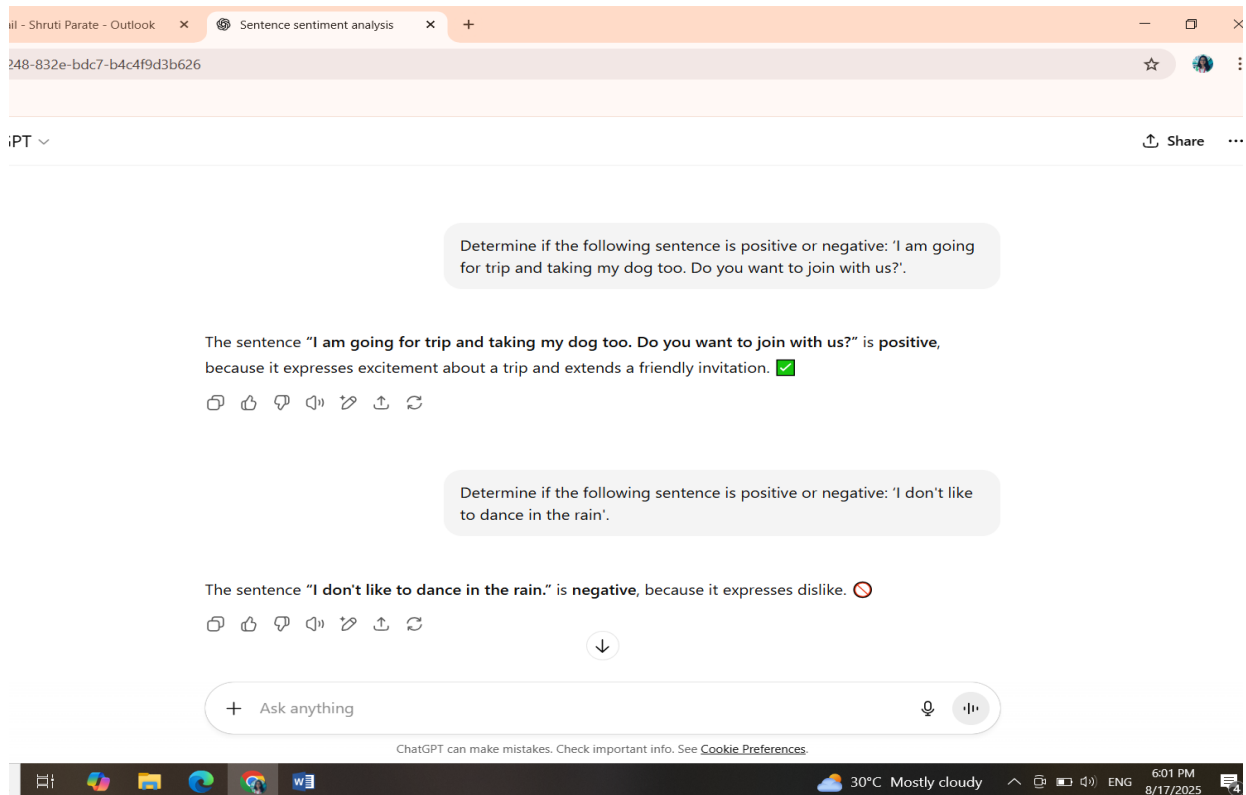 il - Shruti Parate - Outlook
Sentence sentiment analysis
248-832e-bdc7-b4c4f9d3b626
GPT
Share
Determine if the following sentence is positive or negative: ‘I am going
for trip and taking my dog too. Do you want to join with us?’.
The sentence “I am going for trip and taking my dog too. Do you want to join with us?” is positive,
because it expresses excitement about a trip and extends a friendly invitation. ✅
Determine if the following sentence is positive or negative: ‘I don't like
to dance in the rain’.
The sentence “I don't like to dance in the rain.” is negative, because it expresses dislike. 🚫
Ask anything
ChatGPT can make mistakes. Check important info. See Cookie Preferences.
30°C Mostly cloudy
ENG
6:01 PM
8/17/2025
4